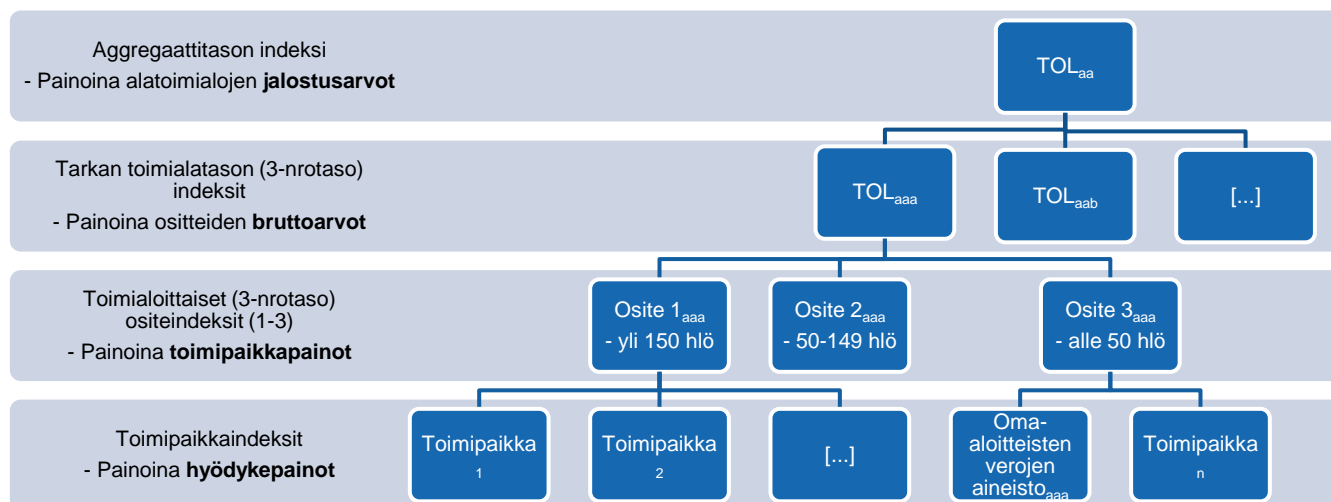 Aggregaattitason indeksi
- Painoina alatoimialojen jalostusarvot
TOLaa
Tarkan toimialatason (3-nrotaso)
indeksit
- Painoina ositteiden bruttoarvot
TOLaaa
TOLaab
[...]
Toimialoittaiset (3-nrotaso)
ositeindeksit (1-3)
- Painoina toimipaikkapainot
Osite 1aaa
- yli 150 hlö
Osite 2aaa
- 50-149 hlö
Osite 3aaa
- alle 50 hlö
Toimipaikkaindeksit
- Painoina hyödykepainot
Toimipaikka
1
Toimipaikka
2
[...]
Oma-
aloitteisten
verojen
aineistoaaa
Toimipaikka
n